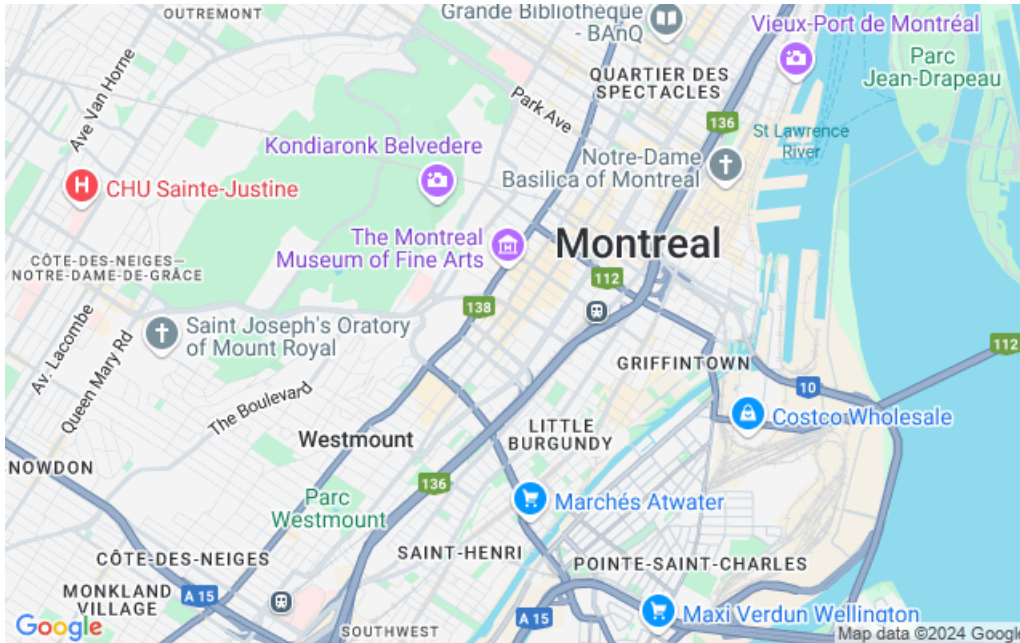 OUTREMONT
Grande Bibliothèque
- BAnQ
Vieux-Port de Montréal
Parc
Jean-Drapeau
Ave Van Horne
QUARTIER DES
SPECTACLES
Park Ave
136
St Lawrence
River
Kondiaronk Belvedere
Notre-Dame
Basilica of Montreal
H
CHU Sainte-Justine
The Montreal
Museum of Fine Arts
Montreal
CÔTE-DES-NEIGES—
NOTRE-DAME-DE-GRÂCE
112
138
Saint Joseph's Oratory
of Mount Royal
Av. Lacombe
Queen Mary Rd
112
GRIFFINTOWN
10
The Boulevard
Costco Wholesale
Westmount
LITTLE
BURGUNDY
NOWDON
136
Parc
Westmount
Marchés Atwater
CÔTE-DES-NEIGES
SAINT-HENRI
POINTE-SAINT-CHARLES
MONKLAND
VILLAGE
A 15
A 15
Maxi Verdun Wellington
Google
SOUTHWEST
Map data ©2024 Google